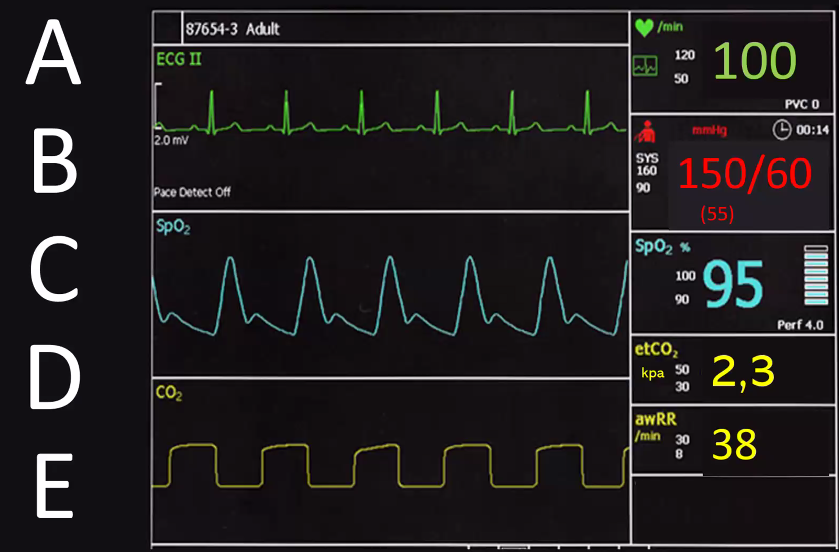 A
B
C
D
E
87654-3 Adult
ECG II
2.0 mV
Pace Detect Off
SpO₂
CO₂
/min
120
50
100
PVC 0
mmHg
00:14
SYS
160
90
150/60
(55)
SpO₂ %
100
90
95
Perf 4.0
etCO₂
kpa
50
30
2,3
awRR
/min
30
8
38